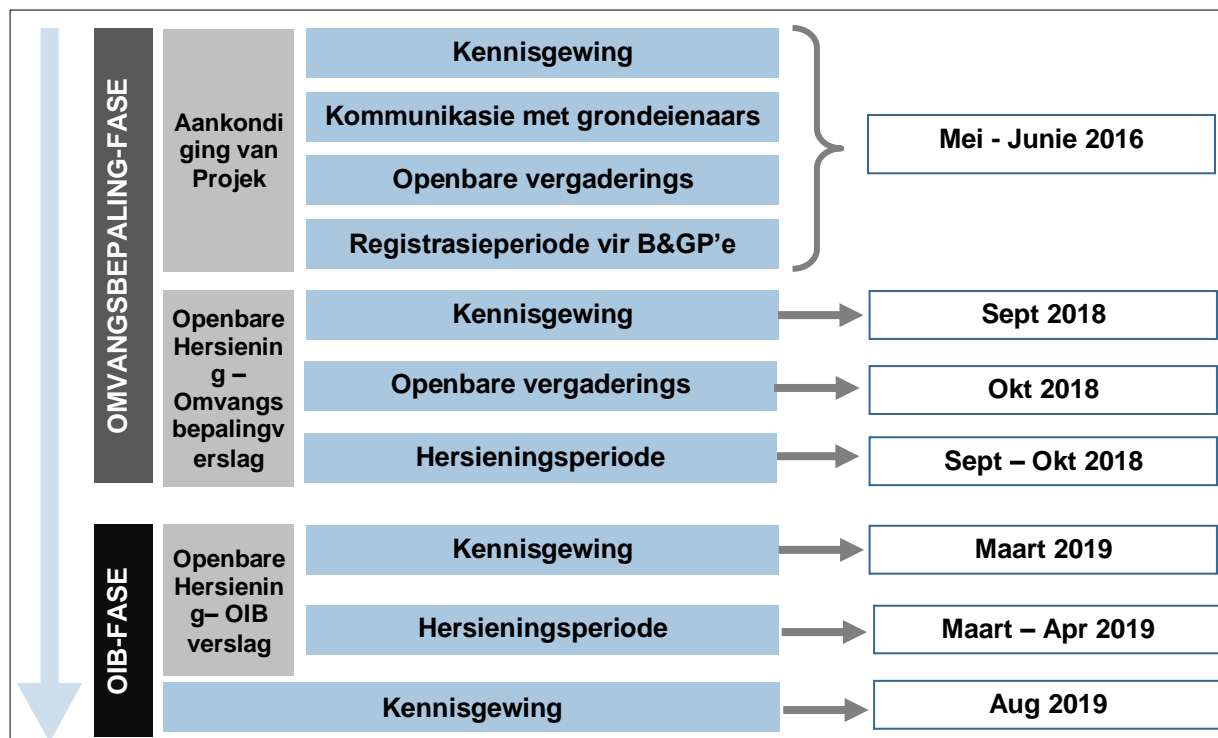 OMVANGSBEPALING-FASE
Aankondi
ging van
Projek
Kennisgewing
Kommunikasie met grondeienaars
Openbare vergaderings
Registrasieperiode vir B&GP’e
Mei - Junie 2016
Openbare
Hersienin
g –
Omvangs
bepalingv
erslag
Kennisgewing
Sept 2018
Openbare vergaderings
Okt 2018
Hersieningsperiode
Sept – Okt 2018
OIB-FASE
Openbare
Hersienin
g– OIB
verslag
Kennisgewing
Maart 2019
Hersieningsperiode
Maart – Apr 2019
Kennisgewing
Aug 2019